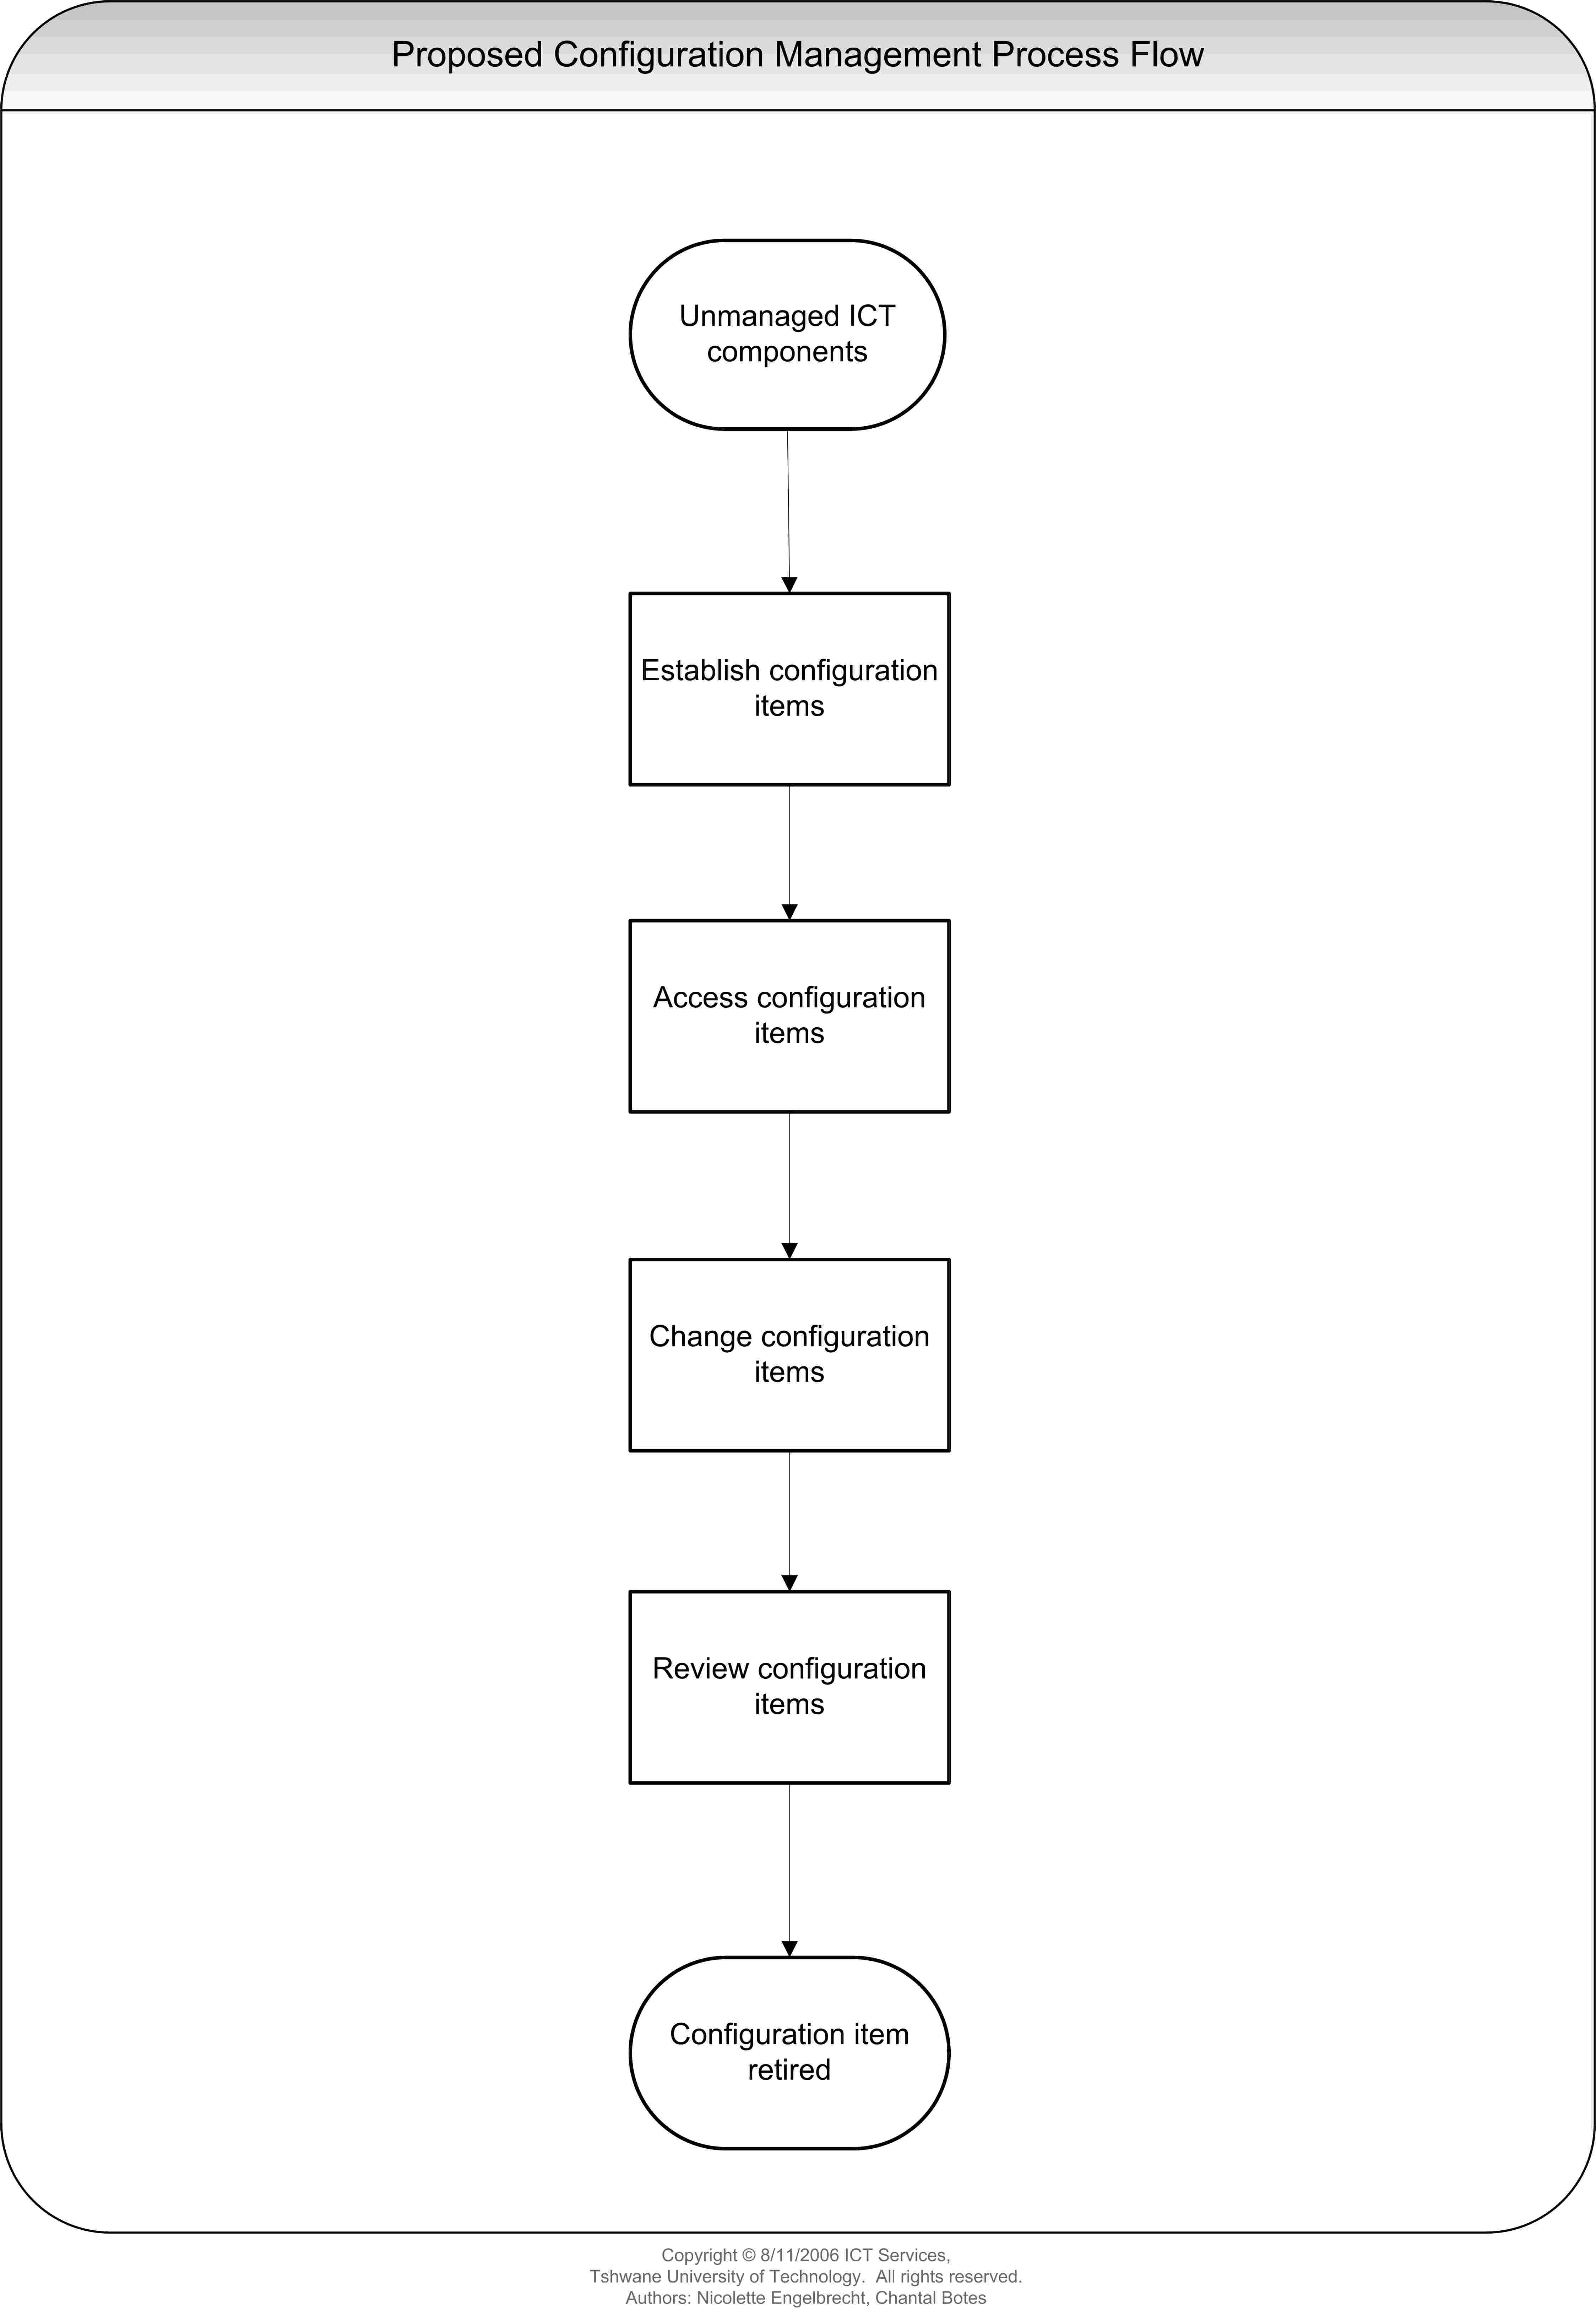 Proposed Configuration Management Process Flow
Unmanaged ICT
components
Establish configuration
items
Access configuration
items
Change configuration
items
Review configuration
items
Configuration item
retired
Copyright © 8/11/2006 ICT Services,
Tshwane University of Technology.  All rights reserved.
Authors: Nicolette Engelbrecht, Chantal Botes